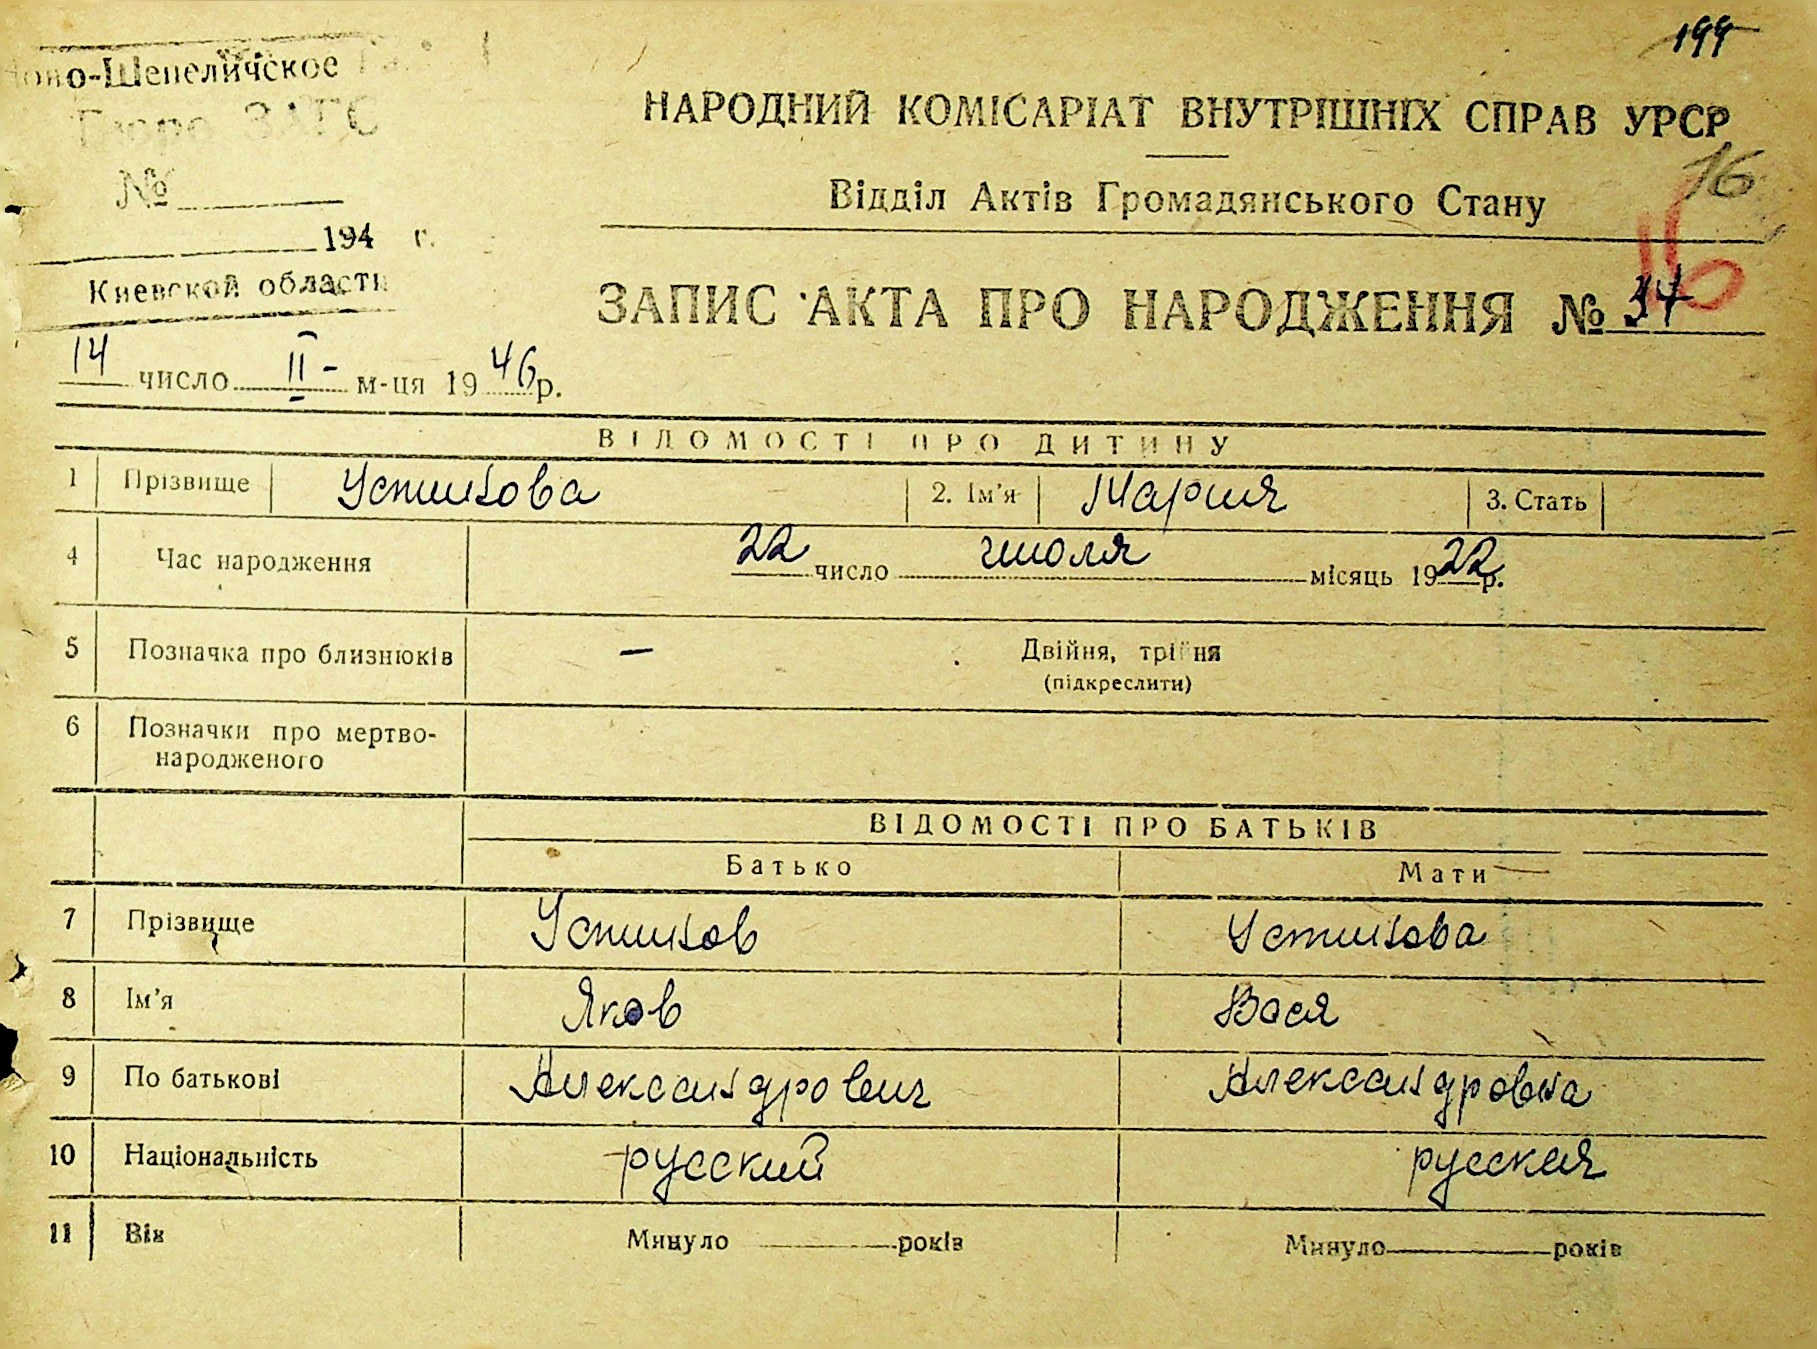 199
Ново-Шепеличское
Бюро ЗАГС
№
194 г.
Киевской области
НАРОДНИЙ КОМІСАРІАТ ВНУТРІШНІХ СПРАВ УРСР
16
Відділ Актів Громадянського Стану
16
ЗАПИС АКТА ПРО НАРОДЖЕННЯ № 34
14 число II - м-ця 1946 р.
ВІДОМОСТІ ПРО ДИТИНУ
1 Прізвище Устинова 2. Ім'я Мария 3. Стать
4 Час народження 22 число июля місяць 1922 р.
5 Позначка про близнюків — Двійня, трійня
(підкреслити)
6 Позначки про мертво-
народженого
ВІДОМОСТІ ПРО БАТЬКІВ
Батько Мати
7 Прізвище Устинов Устинова
8 Ім'я Яков Вася
9 По батькові Александрович Александровна
10 Національність русский русская
11 Вік Минуло років Минуло років